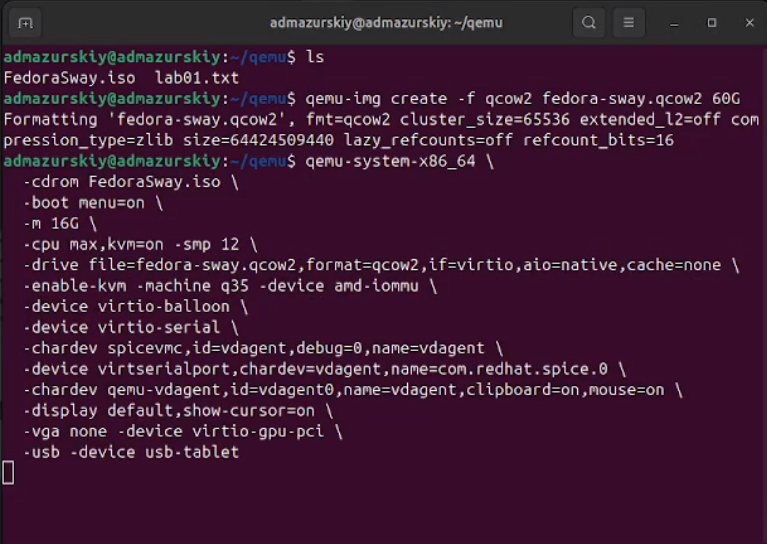 admazurskiy@admazurskiy: ~/qemu
admazurskiy@admazurskiy:~/qemu$ ls
FedoraSway.iso  lab01.txt
admazurskiy@admazurskiy:~/qemu$ qemu-img create -f qcow2 fedora-sway.qcow2 60G
Formatting 'fedora-sway.qcow2', fmt=qcow2 cluster_size=65536 extended_l2=off com
pression_type=zlib size=64424509440 lazy_refcounts=off refcount_bits=16
admazurskiy@admazurskiy:~/qemu$ qemu-system-x86_64 \
  -cdrom FedoraSway.iso \
  -boot menu=on \
  -m 16G \
  -cpu max,kvm=on -smp 12 \
  -drive file=fedora-sway.qcow2,format=qcow2,if=virtio,aio=native,cache=none \
  -enable-kvm -machine q35 -device amd-iommu \
  -device virtio-balloon \
  -device virtio-serial \
  -chardev spicevmc,id=vdagent,debug=0,name=vdagent \
  -device virtserialport,chardev=vdagent,name=com.redhat.spice.0 \
  -chardev qemu-vdagent,id=vdagent0,name=vdagent,clipboard=on,mouse=on \
  -display default,show-cursor=on \
  -vga none -device virtio-gpu-pci \
  -usb -device usb-tablet